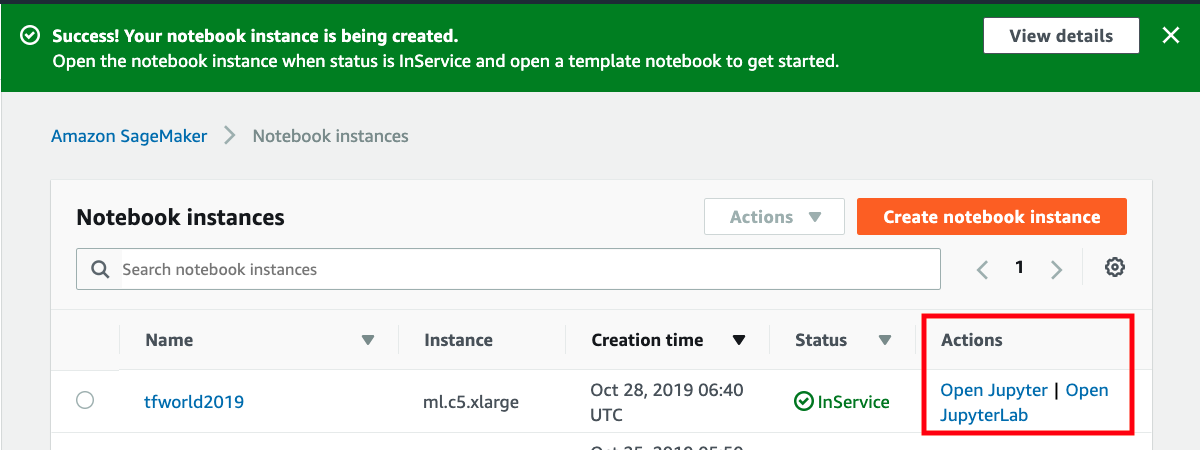 Success! Your notebook instance is being created.
View details
Open the notebook instance when status is InService and open a template notebook to get started.
Amazon SageMaker
Notebook instances
Notebook instances
Actions
Create notebook instance
Search notebook instances
1
Name
Instance
Creation time
Status
Actions
tfworld2019
ml.c5.xlarge
Oct 28, 2019 06:40
UTC
InService
Open Jupyter | Open
JupyterLab